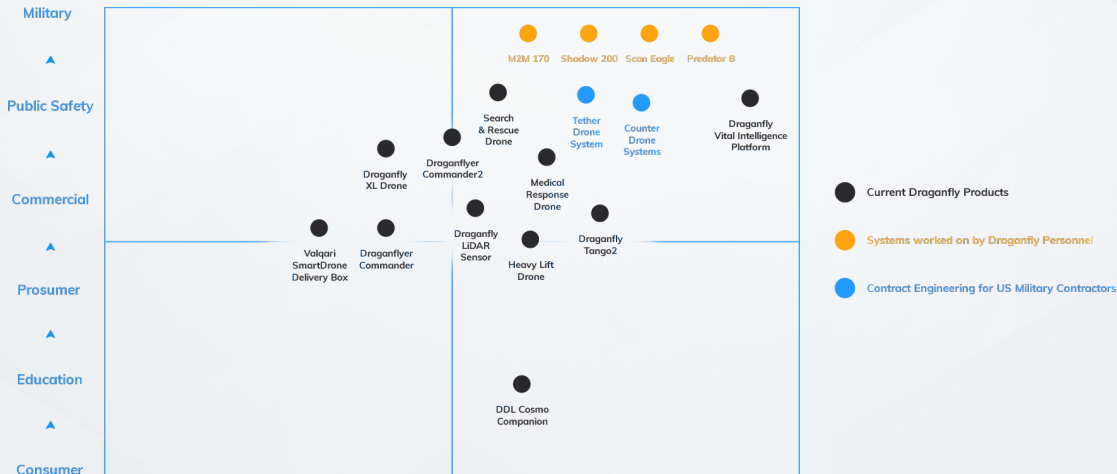 Military
Public Safety
Commercial
Prosumer
Education
Consumer
M2M 170
Shadow 200
Scan Eagle
Predator B
Search
& Rescue
Drone
Tether
Drone
System
Counter
Drone
Systems
Draganfly
Vital Intelligence
Platform
Draganflyer
Commander2
Draganfly
XL Drone
Medical
Response
Drone
Draganfly
LiDAR
Sensor
Draganfly
Tango2
Valqari
SmartDrone
Delivery Box
Draganflyer
Commander
Heavy Lift
Drone
DDL Cosmo
Companion
Current Draganfly Products
Systems worked on by Draganfly Personnel
Contract Engineering for US Military Contractors